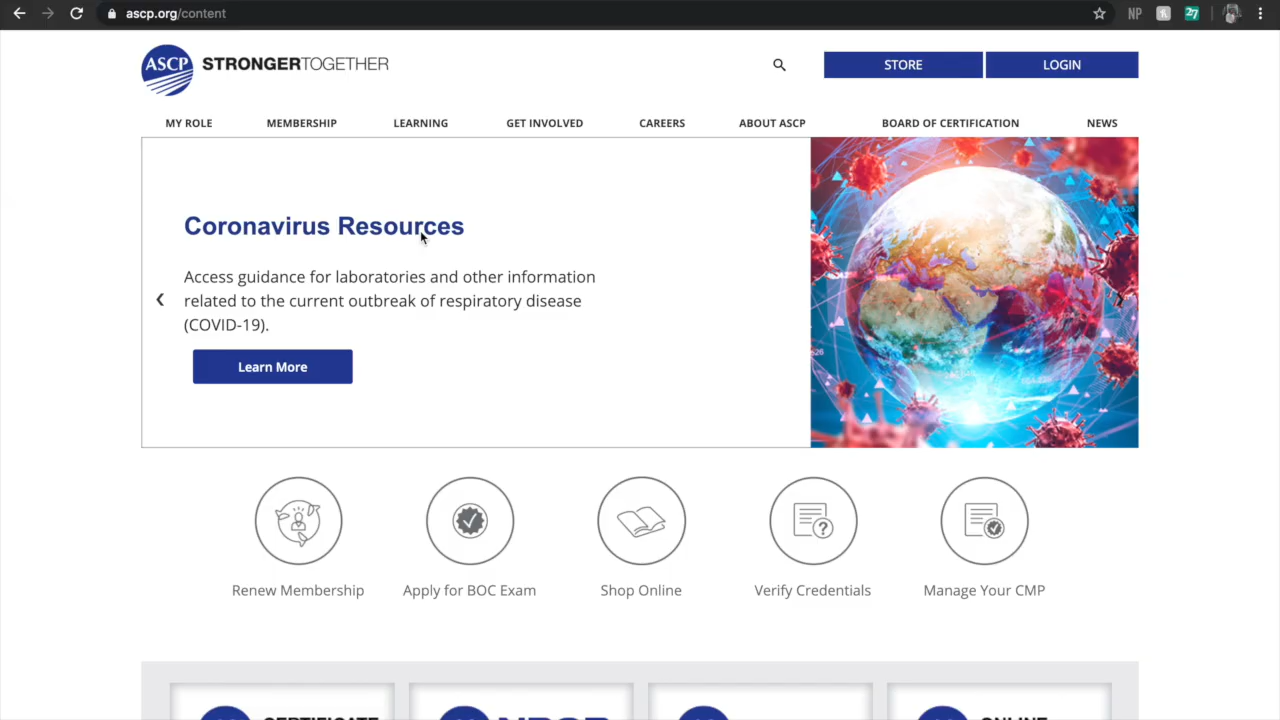 ascp.org/content
NP
27
ASCP STRONGERTOGETHER
STORE
LOGIN
MY ROLE
MEMBERSHIP
LEARNING
GET INVOLVED
CAREERS
ABOUT ASCP
BOARD OF CERTIFICATION
NEWS
Coronavirus Resources
Access guidance for laboratories and other information
related to the current outbreak of respiratory disease
(COVID-19).
Learn More
Renew Membership
Apply for BOC Exam
Shop Online
Verify Credentials
Manage Your CMP
CERTIFICATE
ONLINE